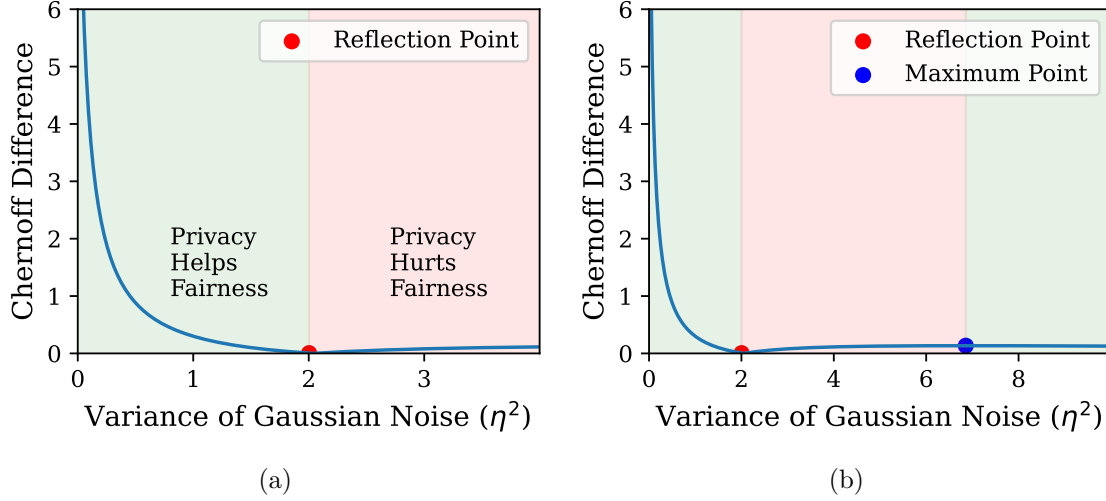 6
5
4
3
2
1
0
Chernoff Difference
Reflection Point
Privacy
Helps
Fairness
Privacy
Hurts
Fairness
0
1
2
3
Variance of Gaussian Noise (η²)
(a)
6
5
4
3
2
1
0
Chernoff Difference
Reflection Point
Maximum Point
0
2
4
6
8
Variance of Gaussian Noise (η²)
(b)